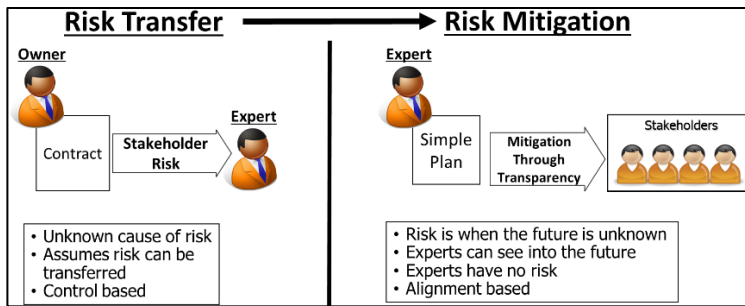 Risk Transfer
Risk Mitigation
Owner
Contract
Stakeholder
Risk
Expert
• Unknown cause of risk
• Assumes risk can be
transferred
• Control based
Expert
Simple
Plan
Mitigation
Through
Transparency
Stakeholders
• Risk is when the future is unknown
• Experts can see into the future
• Experts have no risk
• Alignment based